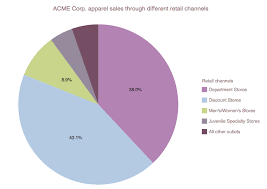 ACME Corp. apparel sales through different retail channels
8.9%
38.0%
43.1%
Retail channels
Department Stores
Discount Stores
Men's/Women's Stores
Juvenile Specialty Stores
All other outlets